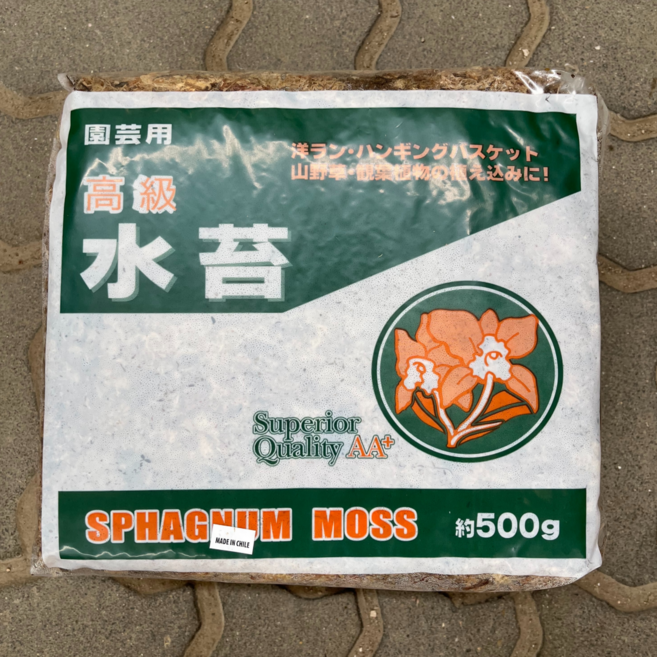 園芸用
洋ラン・ハンギングバスケット
山野草・観葉植物の植え込みに!
高級
水苔
Superior
Quality AA+
SPHAGNUM MOSS
約500g
MADE IN CHILE